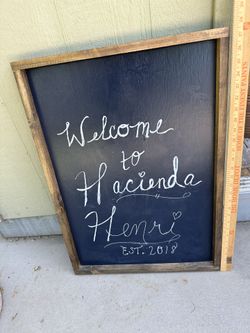 Welcome
to
Hacienda
Henri
EST. 2018